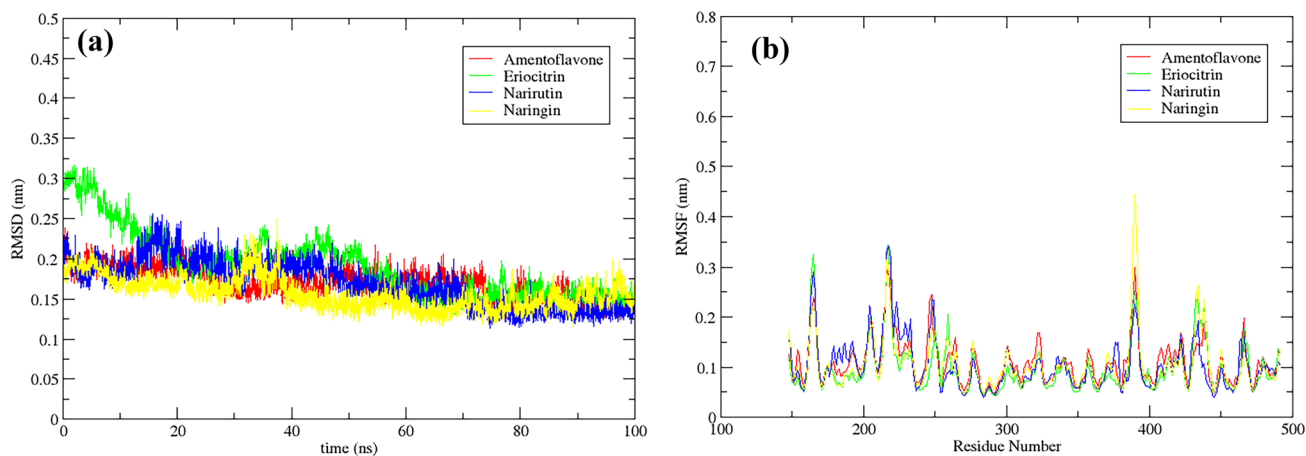 (a)
0.5
0.45
0.4
0.35
0.3
0.25
0.2
0.15
0.1
0.05
0
RMSD (nm)
Amentoflavone
Eriocitrin
Narirutin
Naringin
0 20 40 60 80 100
time (ns)
(b)
0.8
0.7
0.6
0.5
0.4
0.3
0.2
0.1
0
RMSF (nm)
Amentoflavone
Eriocitrin
Narirutin
Naringin
100 200 300 400 500
Residue Number